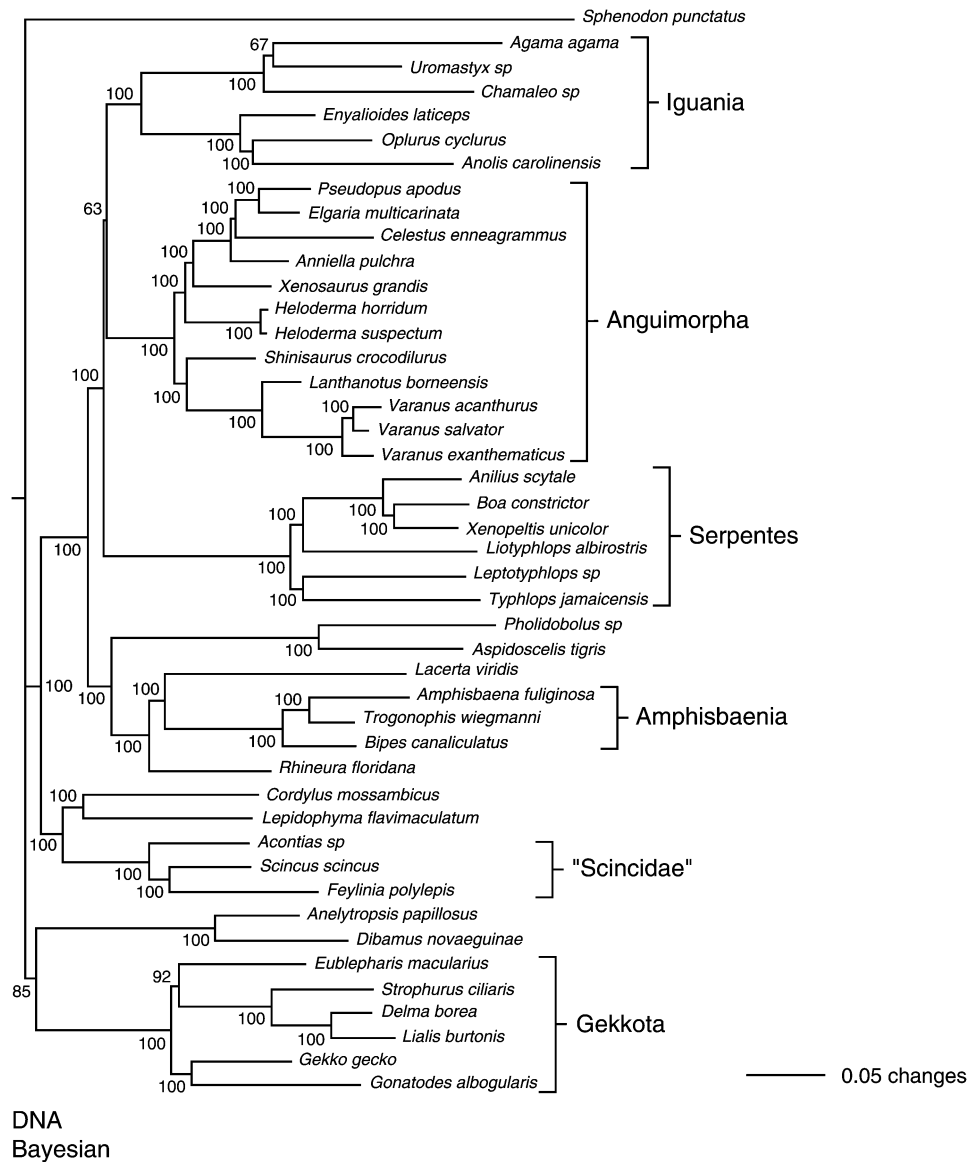 Sphenodon punctatus
67
Agama agama
Uromastyx sp
100
Chamaleo sp
100
Iguania
Enyalioides laticeps
100
Oplurus cyclurus
100
Anolis carolinensis
100
Pseudopus apodus
100
Elgaria multicarinata
63
100
Celestus enneagrammus
100
Anniella pulchra
100
Xenosaurus grandis
Heloderma horridum
100
Heloderma suspectum
Anguimorpha
100
Shinisaurus crocodilurus
100
Lanthanotus borneensis
100
100
Varanus acanthurus
100
Varanus salvator
100
Varanus exanthematicus
Anilius scytale
100
Boa constrictor
100
100
Xenopeltis unicolor
Serpentes
100
Liotyphlops albirostris
100
Leptotyphlops sp
100
Typhlops jamaicensis
Pholidobolus sp
100
Aspidoscelis tigris
Lacerta viridis
100
100
100
100
Amphisbaena fuliginosa
Trogonophis wiegmanni
Amphisbaenia
100
100
Bipes canaliculatus
Rhineura floridana
100
Cordylus mossambicus
Lepidophyma flavimaculatum
100
Acontias sp
100
Scincus scincus
"Scincidae"
100
Feylinia polylepis
Anelytropsis papillosus
100
Dibamus novaeguinae
92
Eublepharis macularius
85
Strophurus ciliaris
100
Delma borea
Gekkota
100
Lialis burtonis
100
Gekko gecko
100
Gonatodes albogularis
0.05 changes
DNA
Bayesian